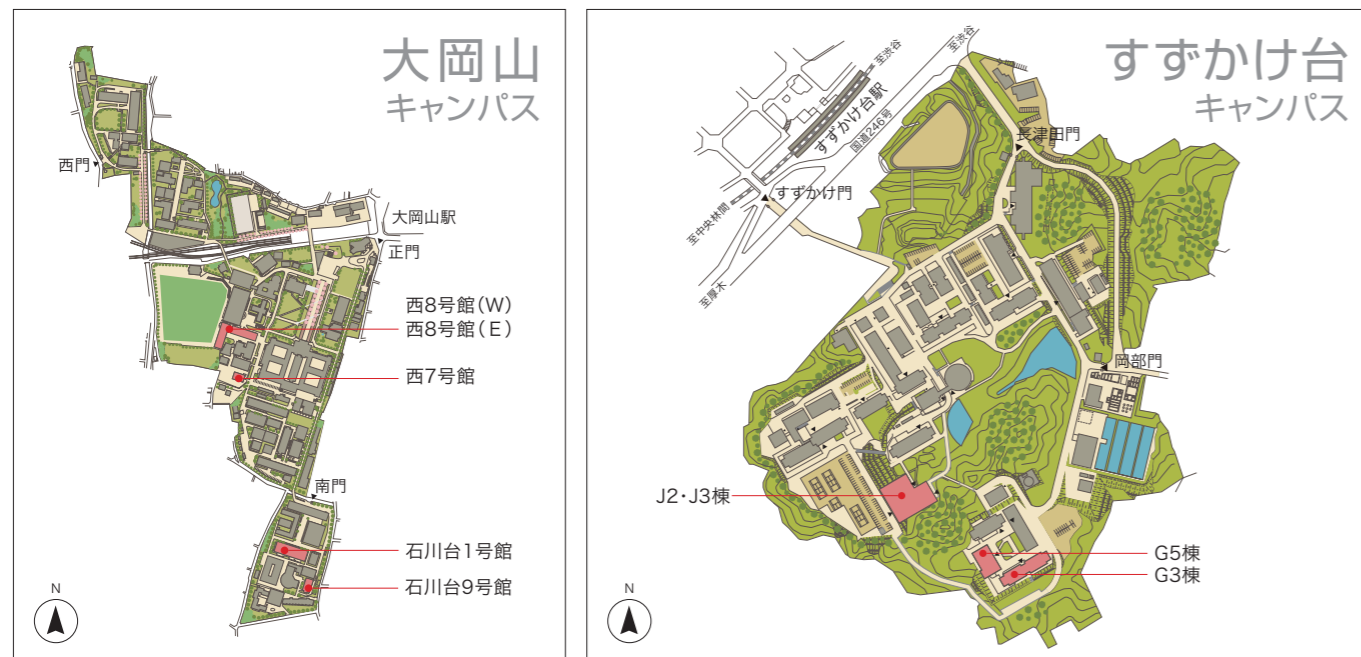 大岡山
キャンパス
西門
大岡山駅
正門
西8号館(W)
西8号館(E)
西7号館
南門
石川台1号館
石川台9号館
N
すずかけ台
キャンパス
至渋谷
至渋谷
すずかけ台駅
国道246号
長津田門
すずかけ門
至中央林間
至厚木
岡部門
J2・J3棟
G5棟
G3棟
N